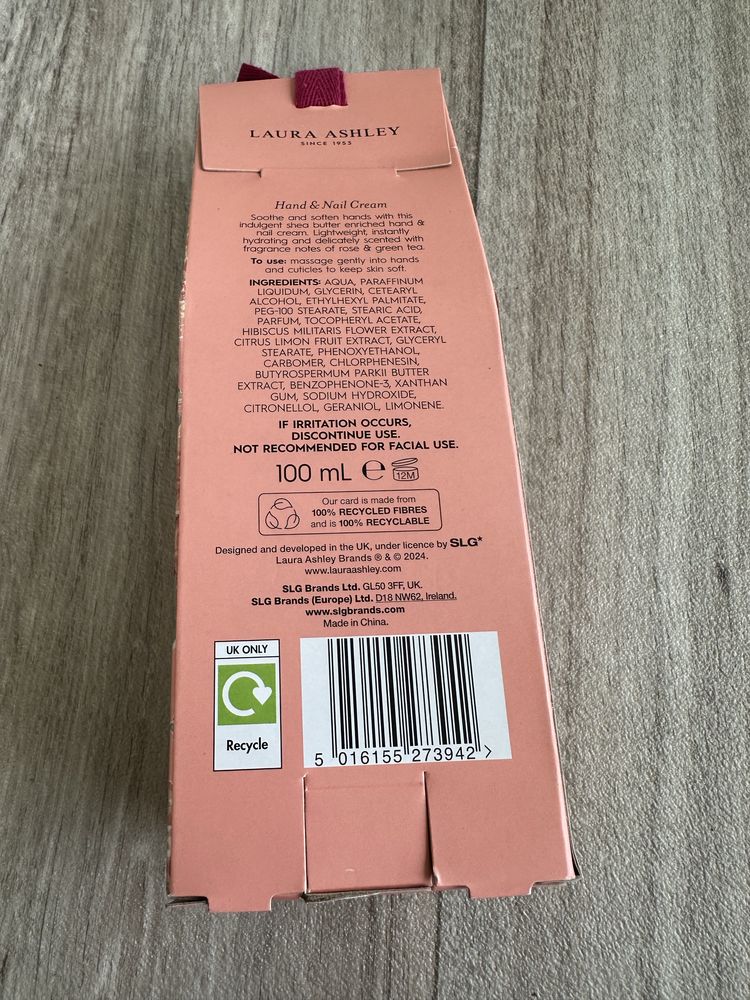 LAURA ASHLEY
SINCE 1953
Hand & Nail Cream
Soothe and soften hands with this
indulgent shea butter enriched hand &
nail cream. Lightweight, instantly
hydrating and delicately scented with
fragrance notes of rose & green tea.
To use: massage gently into hands
and cuticles to keep skin soft.
INGREDIENTS: AQUA, PARAFFINUM
LIQUIDUM, GLYCERIN, CETEARYL
ALCOHOL, ETHYLHEXYL PALMITATE,
PEG-100 STEARATE, STEARIC ACID,
PARFUM, TOCOPHERYL ACETATE,
HIBISCUS MILITARIS FLOWER EXTRACT,
CITRUS LIMON FRUIT EXTRACT, GLYCERYL
STEARATE, PHENOXYETHANOL,
CARBOMER, CHLORPHENESIN,
BUTYROSPERMUM PARKII BUTTER
EXTRACT, BENZOPHENONE-3, XANTHAN
GUM, SODIUM HYDROXIDE,
CITRONELLOL, GERANIOL, LIMONENE.
IF IRRITATION OCCURS,
DISCONTINUE USE.
NOT RECOMMENDED FOR FACIAL USE.
100 mL ℮ 12M
Our card is made from
100% RECYCLED FIBRES
and is 100% RECYCLABLE
Designed and developed in the UK, under licence by SLG*
Laura Ashley Brands ® & © 2024.
www.lauraashley.com
SLG Brands Ltd. GL50 3FF, UK.
SLG Brands (Europe) Ltd. D18 NW62, Ireland.
www.slgbrands.com
Made in China.
UK ONLY
Recycle
5 016155 273942 >